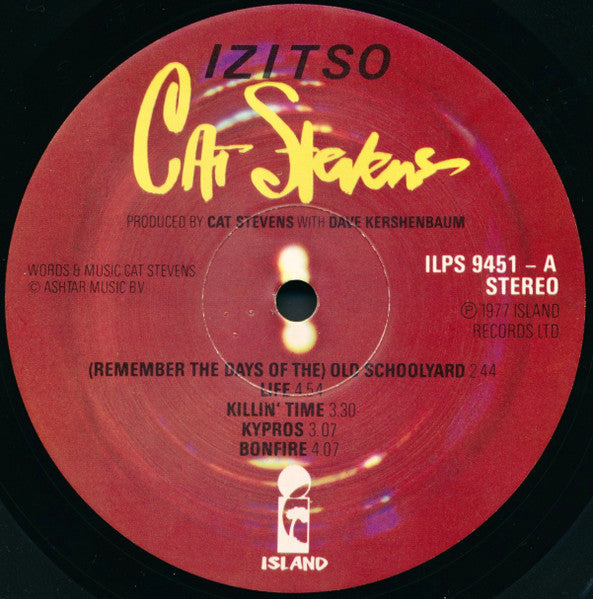 IZITSO
Cat Stevens
PRODUCED BY CAT STEVENS WITH DAVE KERSHENBAUM
WORDS & MUSIC CAT STEVENS
© ASHTAR MUSIC B.V.
ILPS 9451 – A
STEREO
℗ 1977 ISLAND
RECORDS LTD
(REMEMBER THE DAYS OF THE) OLD SCHOOLYARD 2.44
LIFE 4.54
KILLIN' TIME 3.30
KYPROS 3.07
BONFIRE 4.07
ISLAND